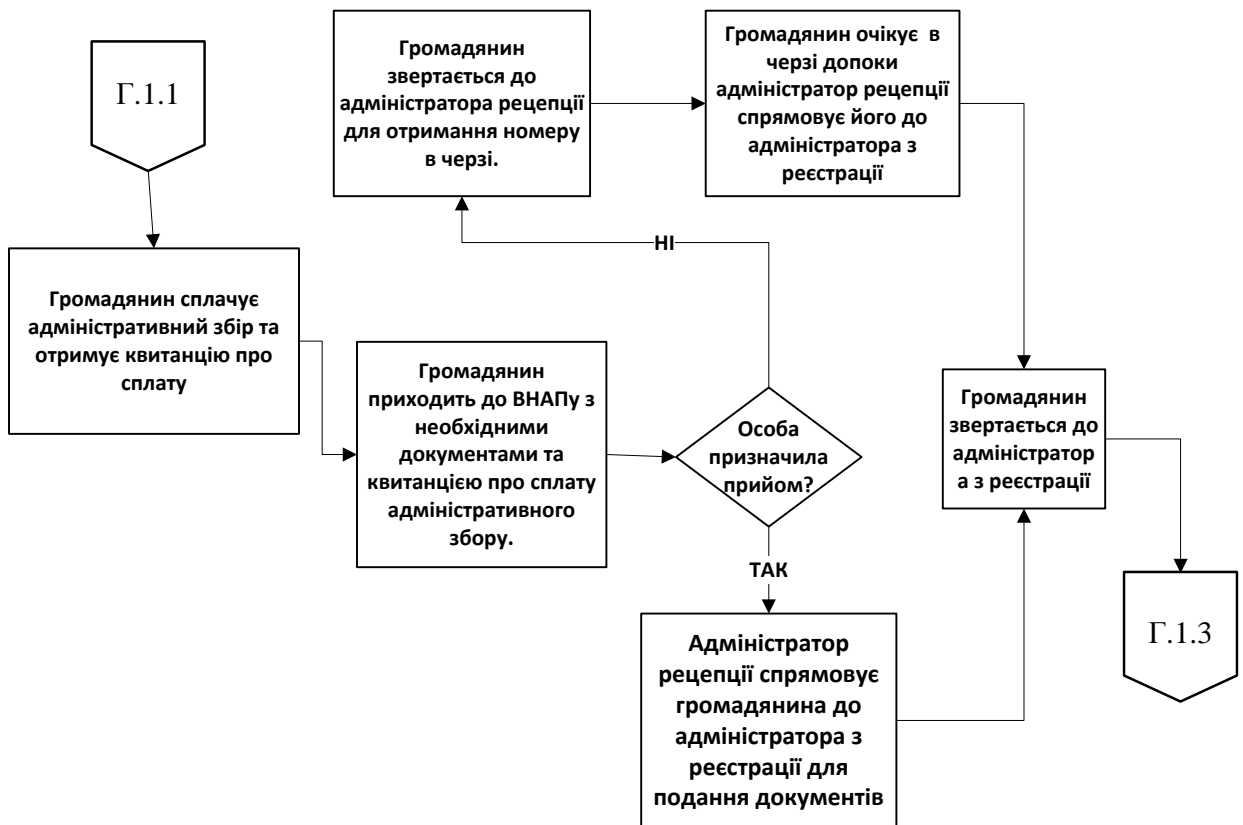 Г.1.1
Громадянин сплачує
адміністративний збір та
отримує квитанцію про
сплату
Громадянин
приходить до ВНАПу з
необхідними
документами та
квитанцією про сплату
адміністративного
збору.
Особа
призначила
прийом?
НІ
Громадянин
звертається до
адміністратора рецепції
для отримання номеру
в черзі.
Громадянин очікує в
черзі допоки
адміністратор рецепції
спрямовує його до
адміністратора з
реєстрації
ТАК
Адміністратор
рецепції спрямовує
громадянина до
адміністратора з
реєстрації для
подання документів
Громадянин
звертається до
адміністратор
а з реєстрації
Г.1.3